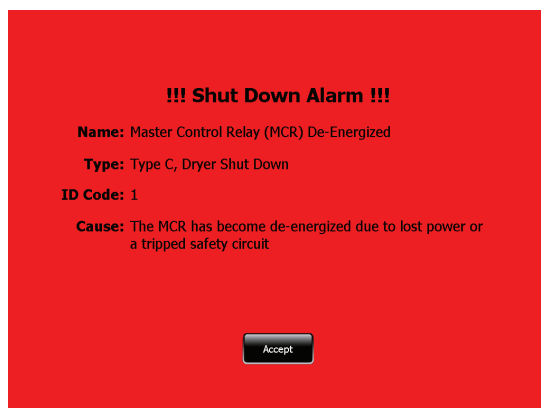 !!! Shut Down Alarm !!!
Name: Master Control Relay (MCR) De-Energized
Type: Type C, Dryer Shut Down
ID Code: 1
Cause: The MCR has become de-energized due to lost power or
a tripped safety circuit
Accept